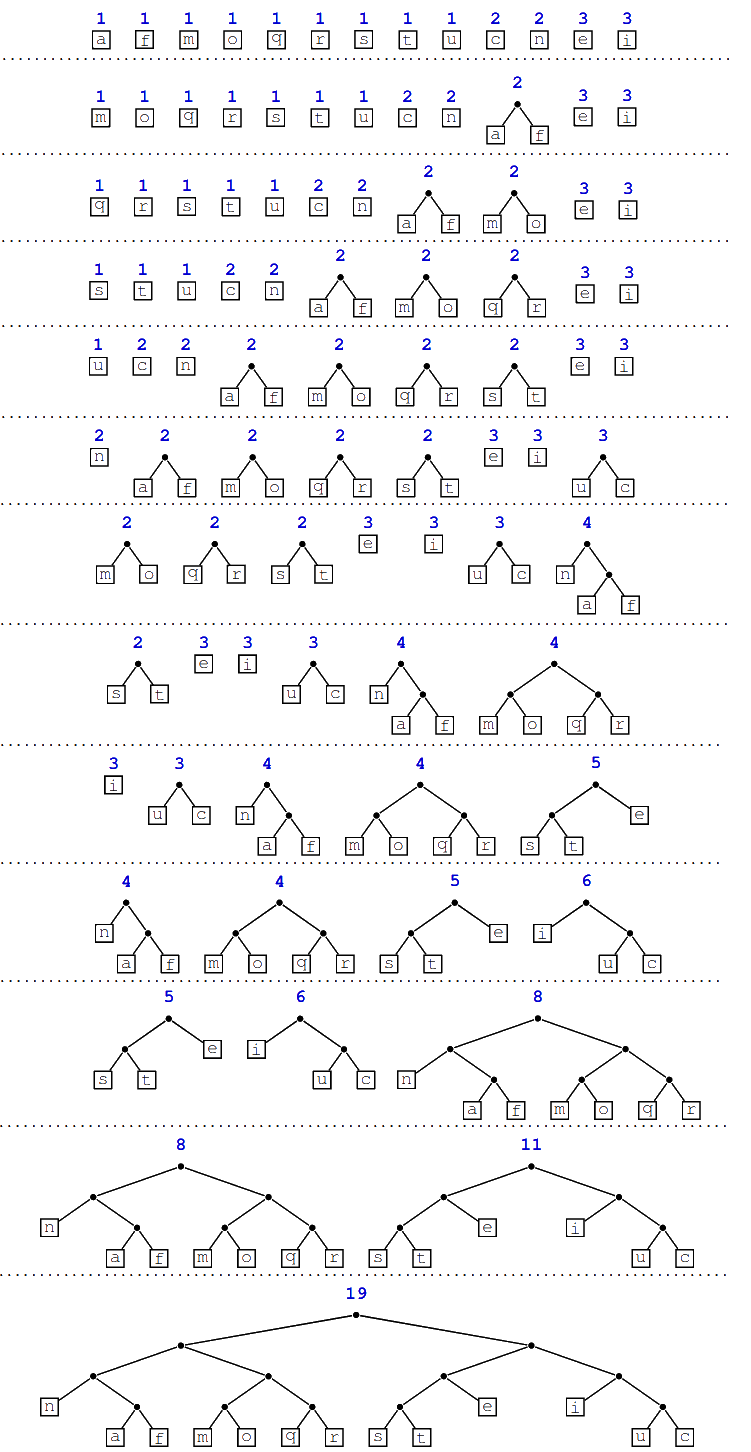 1 1 1 1 1 1 1 1 1 2 2 3 3
a f m o q r s t u c n e i
2
1 1 1 1 1 1 1 2 2 3 3
m o q r s t u c n e i
a f
2 2
1 1 1 1 1 2 2 3 3
q r s t u c n e i
a f m o
2 2 2
1 1 1 2 2 3 3
s t u c n e i
a f m o q r
1 2 2 2 2 2 2 3 3
u c n e i
a f m o q r s t
2 2 2 2 2 3 3 3
n e i
a f m o q r s t u c
2 2 2 3 3 3 4
e i
m o q r s t u c n
a f
2 3 3 3 4 4
e i
s t u c n
a f m o q r
3 3 4 4 5
i
u c n e
a f m o q r s t
4 4 5 6
n e i
a f m o q r s t u c
5 6 8
e i
s t u c n
a f m o q r
8 11
n e i
a f m o q r s t u c
19
n e i
a f m o q r s t u c